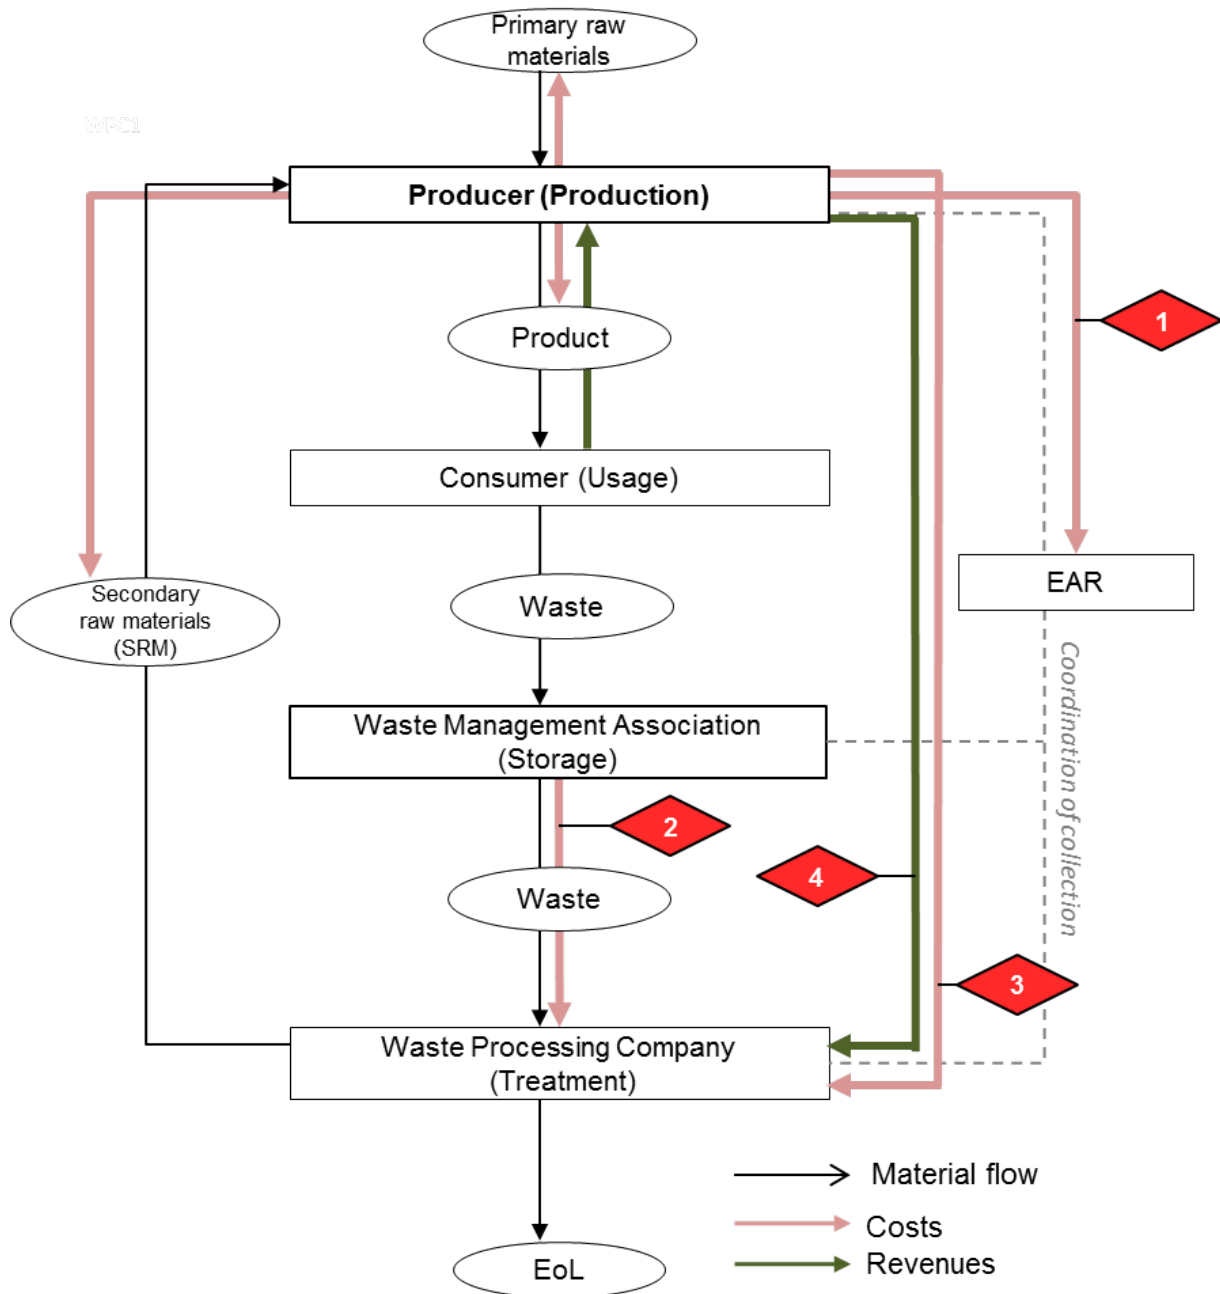 Primary raw
materials
WPC1
Producer (Production)
1
Product
Consumer (Usage)
EAR
Secondary
raw materials
(SRM)
Waste
Coordination of collection
Waste Management Association
(Storage)
2
4
Waste
3
Waste Processing Company
(Treatment)
Material flow
Costs
Revenues
EoL